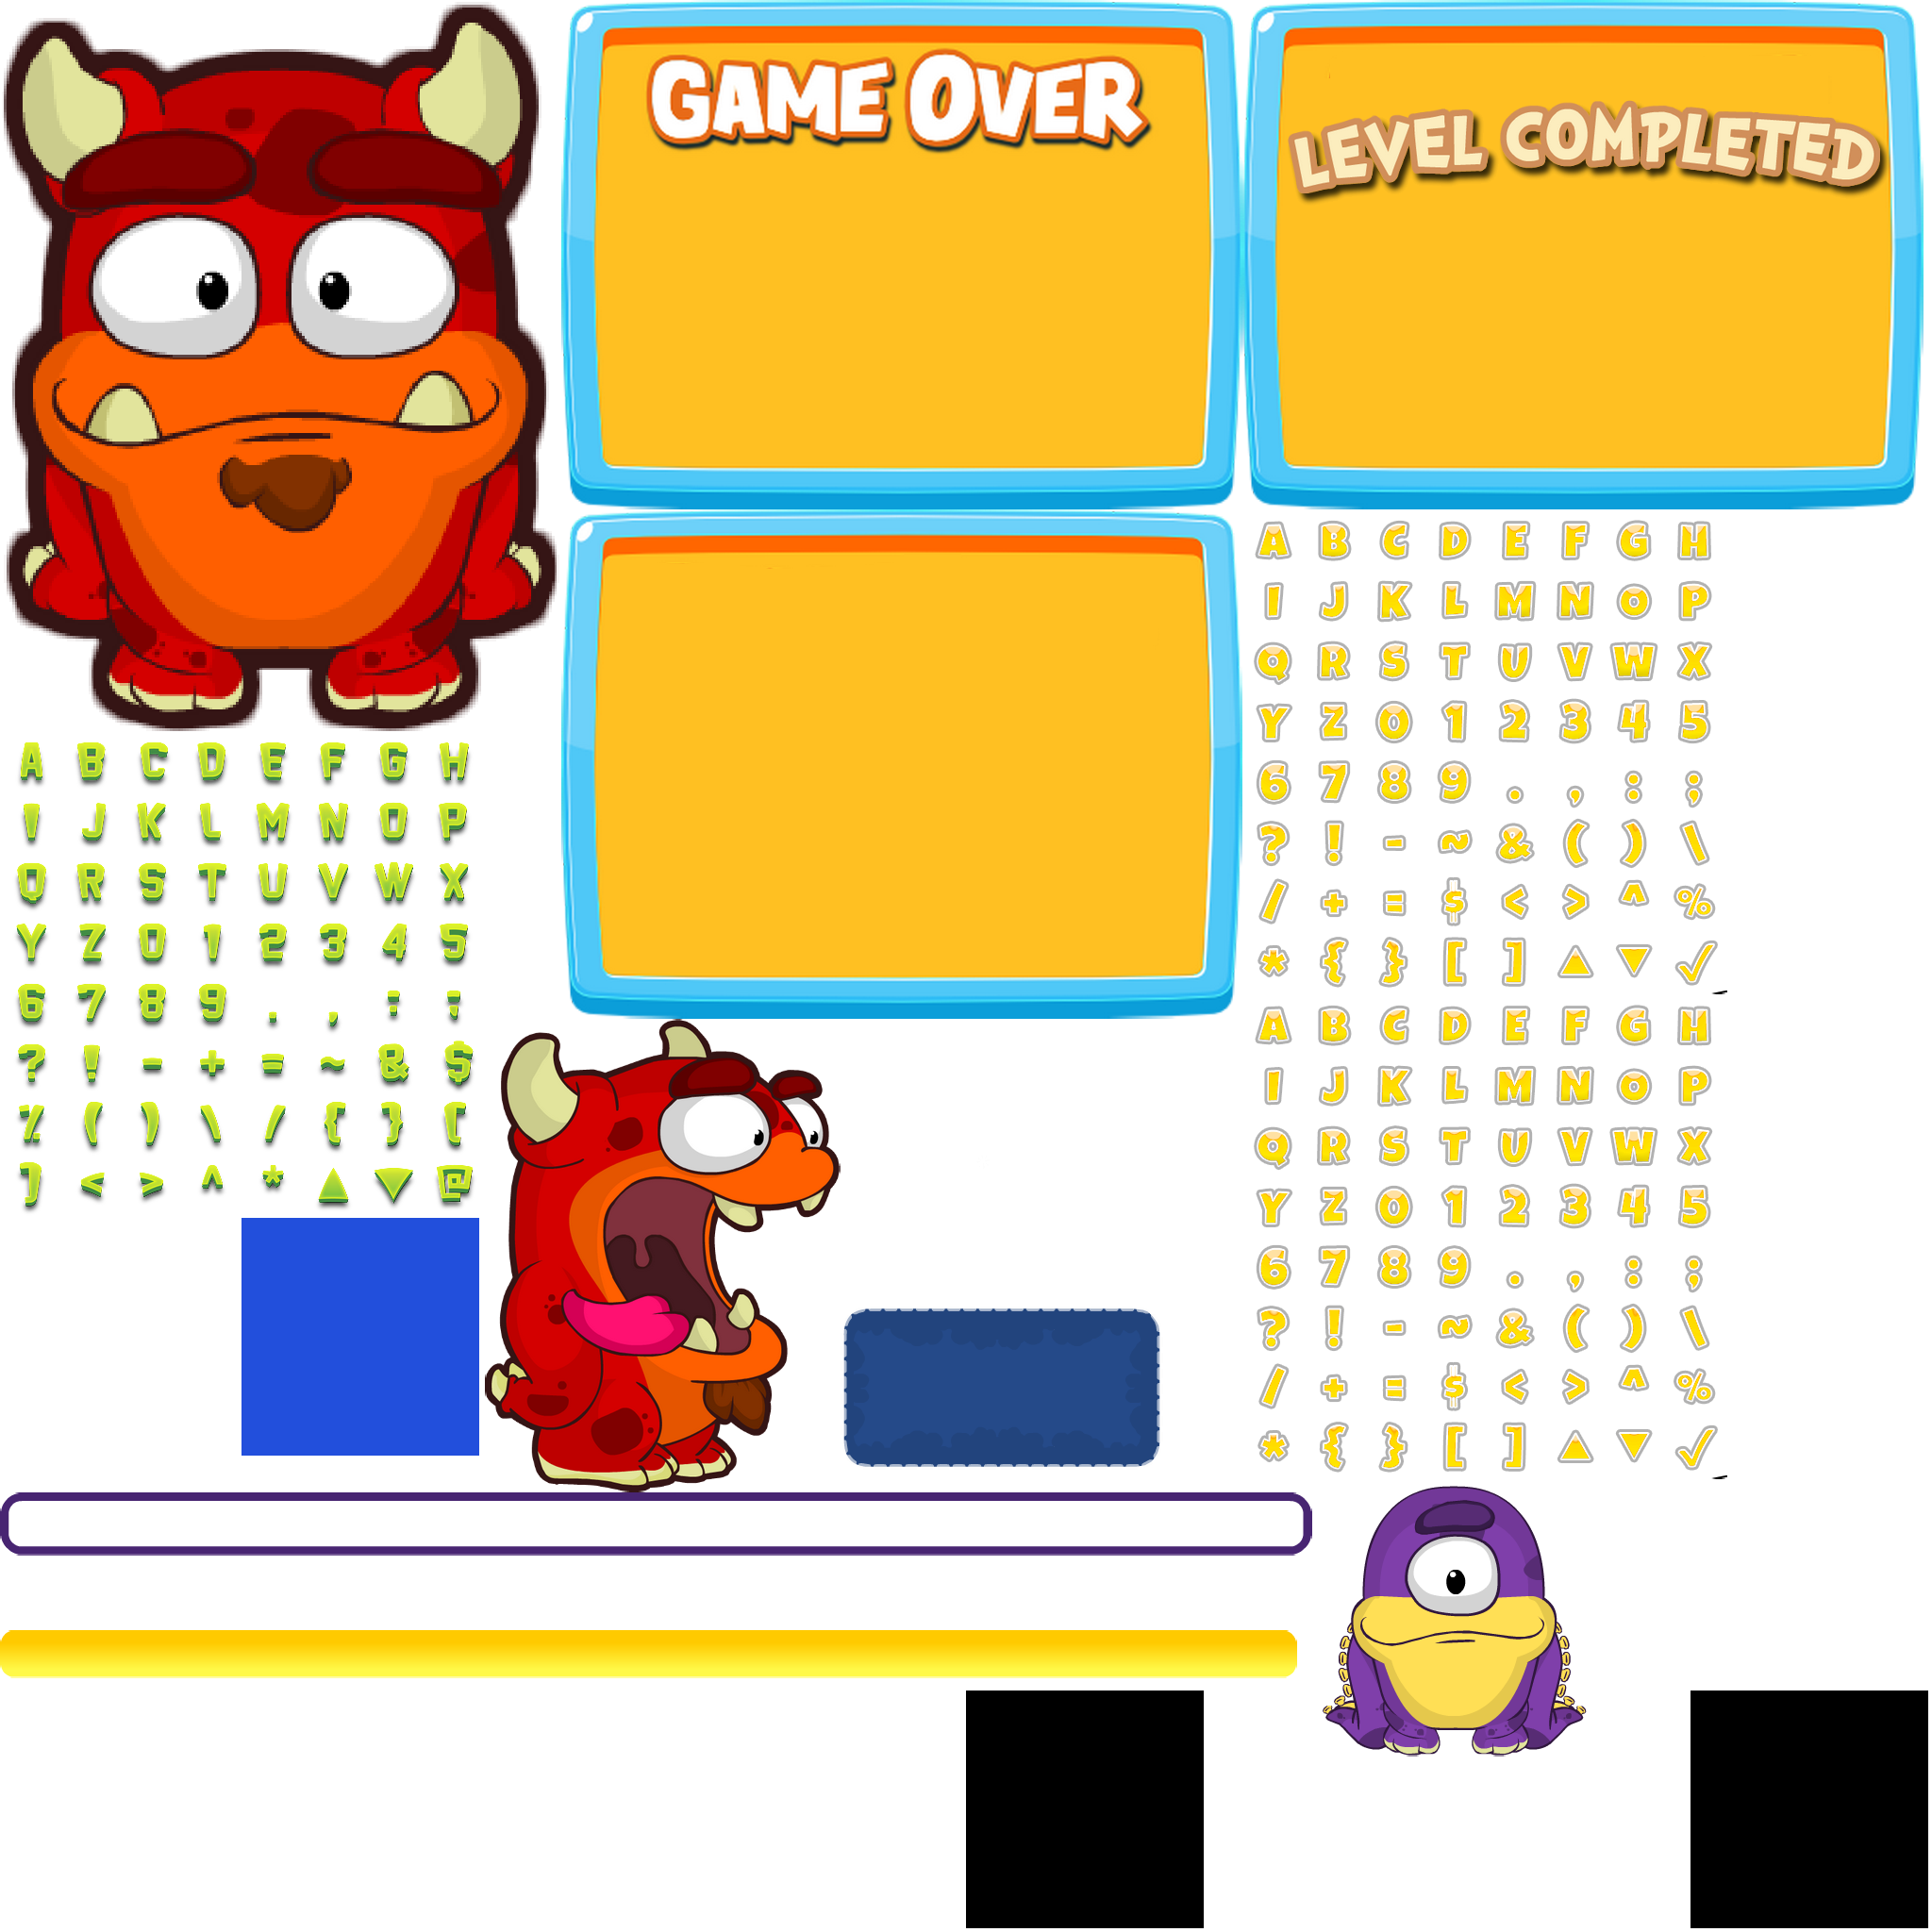 GAME OVER
LEVEL COMPLETED
A B C D E F G H
I J K L M N O P
Q R S T U V W X
Y Z 0 1 2 3 4 5
6 7 8 9 . , : ;
? ! - ~ & ( ) \
/ + = $ < > ^ %
* { } [ ] ▲ ▼ ✓
A B C D E F G H
I J K L M N O P
Q R S T U V W X
Y Z 0 1 2 3 4 5
6 7 8 9 . , : ;
? ! - + = ~ & $
% ( ) \ / { } [
] < > ^ * ▲ ▼ @
A B C D E F G H
I J K L M N O P
Q R S T U V W X
Y Z 0 1 2 3 4 5
6 7 8 9 . , : ;
? ! - ~ & ( ) \
/ + = $ < > ^ %
* { } [ ] ▲ ▼ ✓